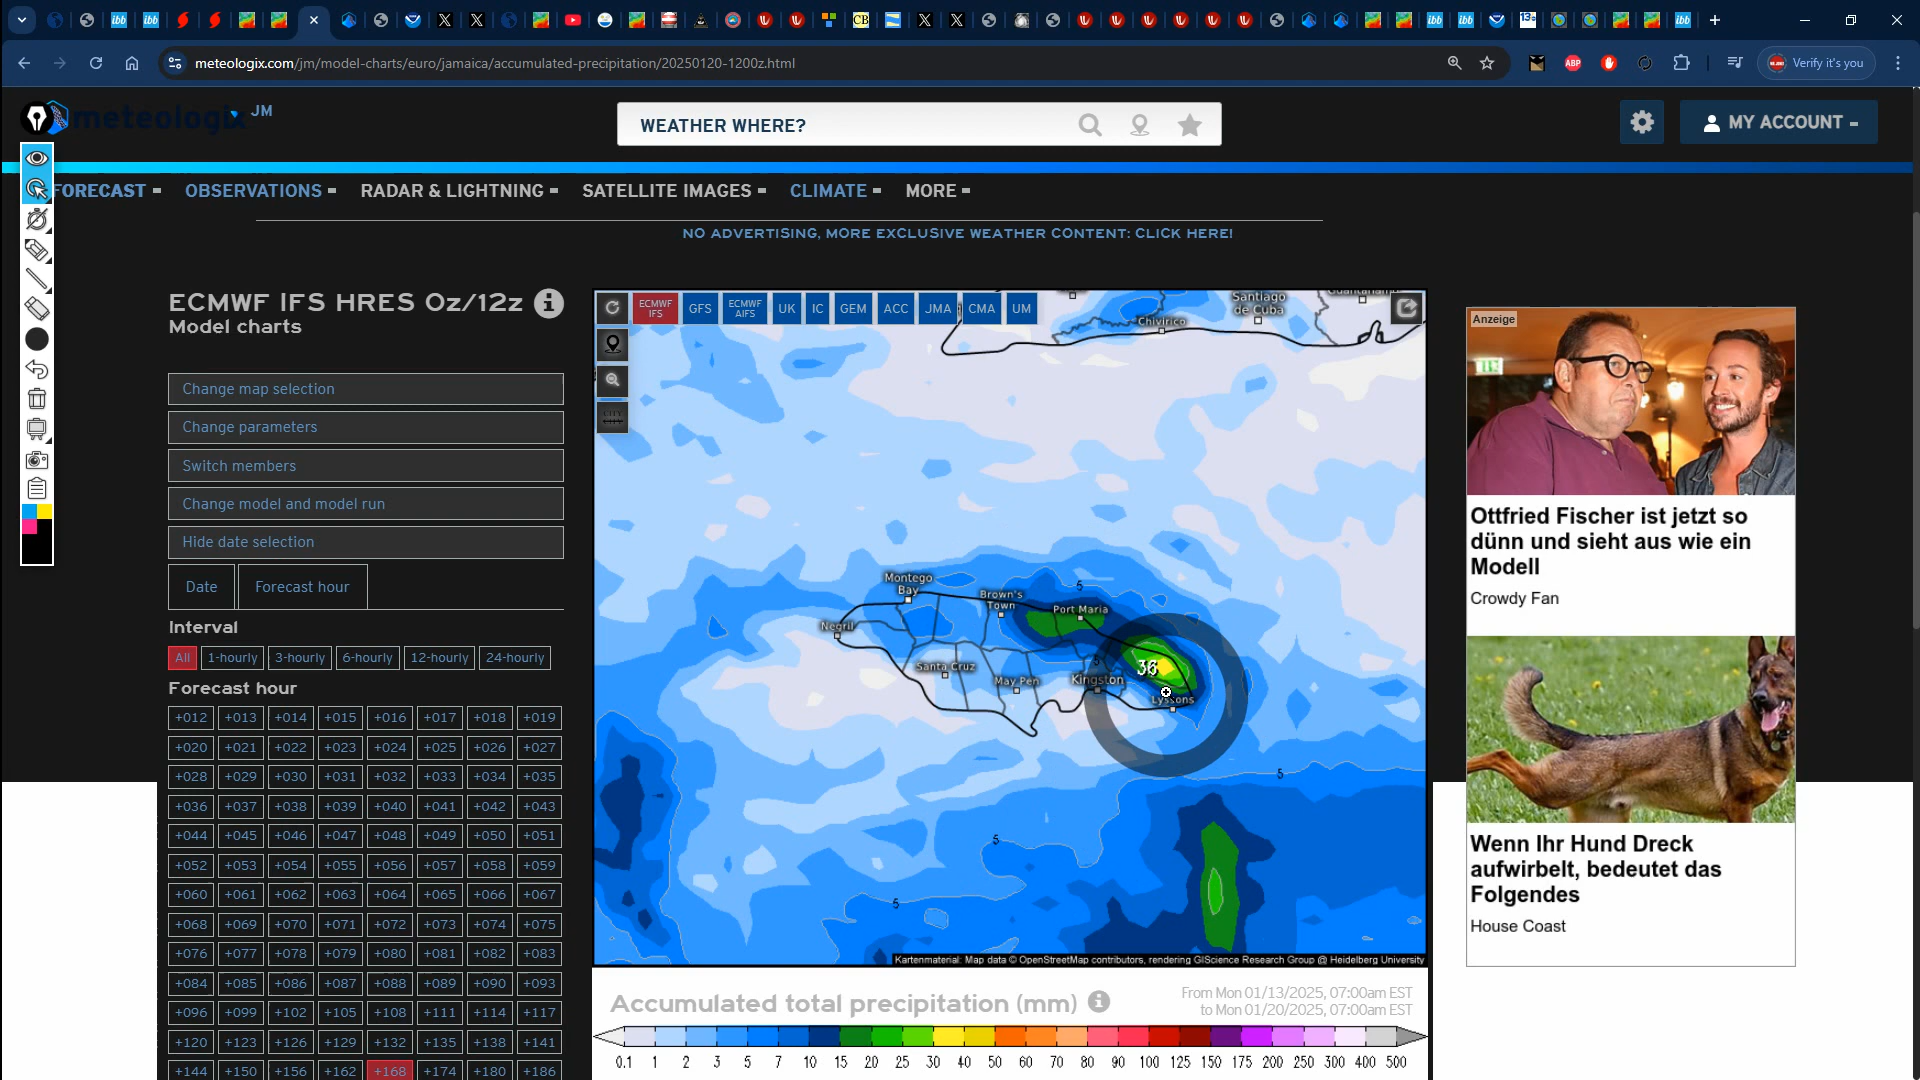 meteologix.com/jm/model-charts/euro/jamaica/accumulated-precipitation/20250120-1200z.html
Verify it's you
meteologix
JM
WEATHER WHERE?
MY ACCOUNT
FORECAST OBSERVATIONS RADAR & LIGHTNING SATELLITE IMAGES CLIMATE MORE
NO ADVERTISING, MORE EXCLUSIVE WEATHER CONTENT: CLICK HERE!
ECMWF IFS HRES 0z/12z
Model charts
Change map selection
Change parameters
Switch members
Change model and model run
Hide date selection
Date Forecast hour
Interval
All 1-hourly 3-hourly 6-hourly 12-hourly 24-hourly
Forecast hour
+012 +013 +014 +015 +016 +017 +018 +019
+020 +021 +022 +023 +024 +025 +026 +027
+028 +029 +030 +031 +032 +033 +034 +035
+036 +037 +038 +039 +040 +041 +042 +043
+044 +045 +046 +047 +048 +049 +050 +051
+052 +053 +054 +055 +056 +057 +058 +059
+060 +061 +062 +063 +064 +065 +066 +067
+068 +069 +070 +071 +072 +073 +074 +075
+076 +077 +078 +079 +080 +081 +082 +083
+084 +085 +086 +087 +088 +089 +090 +093
+096 +099 +102 +105 +108 +111 +114 +117
+120 +123 +126 +129 +132 +135 +138 +141
+144 +150 +156 +162 +168 +174 +180 +186
ECMWF IFS GFS ECMWF AIFS UK IC GEM ACC JMA CMA UM
Santiago
de Cuba
Chivirico
Montego
Bay
Brown's
Town
Port Maria
Negril
Santa Cruz
May Pen
Kingston
Lyssons
36
5
5
5
5
5
Kartenmaterial: Map data © OpenStreetMap contributors, rendering GIScience Research Group @ Heidelberg University
Accumulated total precipitation (mm)
From Mon 01/13/2025, 07:00am EST
to Mon 01/20/2025, 07:00am EST
0.1 1 2 3 5 7 10 15 20 25 30 40 50 60 70 80 90 100 125 150 175 200 250 300 400 500
Anzeige
Ottfried Fischer ist jetzt so
dünn und sieht aus wie ein
Modell
Crowdy Fan
Wenn Ihr Hund Dreck
aufwirbelt, bedeutet das
Folgendes
House Coast